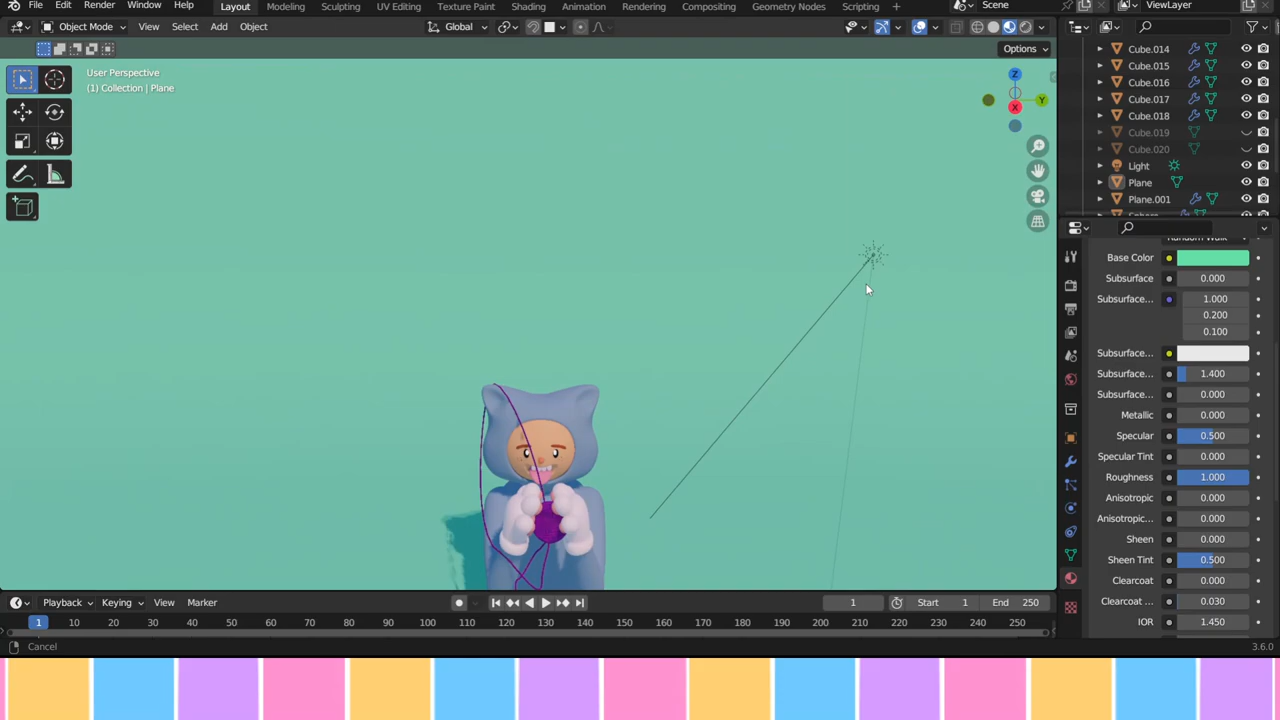 File Edit Render Window Help Layout Modeling Sculpting UV Editing Texture Paint Shading Animation Rendering Compositing Geometry Nodes Scripting + Scene ViewLayer
Object Mode View Select Add Object Global
Options
User Perspective
(1) Collection | Plane
Z
Y
X
Cube.014
Cube.015
Cube.016
Cube.017
Cube.018
Cube.019
Cube.020
Light
Plane
Plane.001
Random Walk
Base Color
Subsurface 0.000
Subsurface... 1.000
0.200
0.100
Subsurface...
Subsurface... 1.400
Subsurface... 0.000
Metallic 0.000
Specular 0.500
Specular Tint 0.000
Roughness 1.000
Anisotropic 0.000
Anisotropic... 0.000
Sheen 0.000
Sheen Tint 0.500
Clearcoat 0.000
Clearcoat ... 0.030
IOR 1.450
Playback Keying View Marker 1 Start 1 End 250
1 10 20 30 40 50 60 70 80 90 100 110 120 130 140 150 160 170 180 190 200 210 220 230 240 250
Cancel 3.6.0